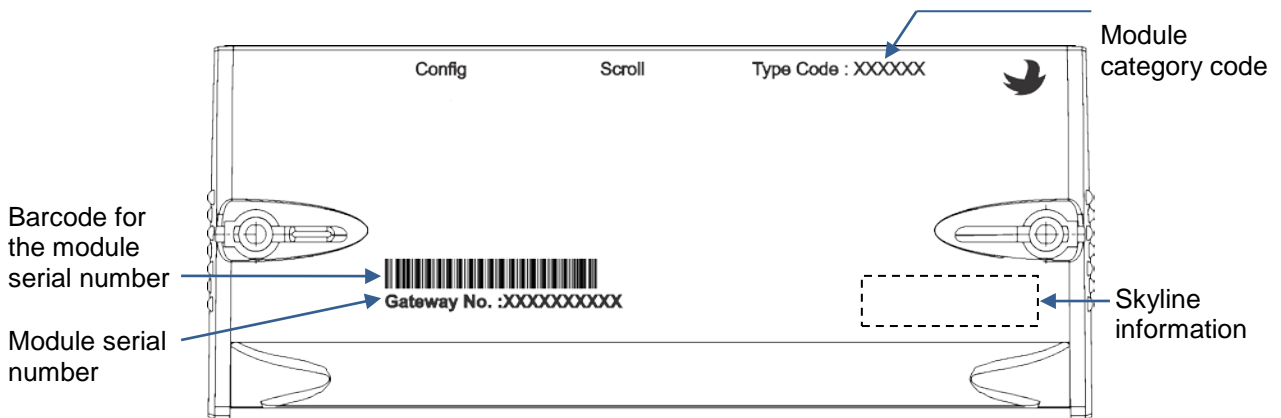 Module
category code
Config Scroll Type Code : XXXXXX
Barcode for
the module
serial number
Gateway No. :XXXXXXXXXX
Skyline
information
Module serial
number